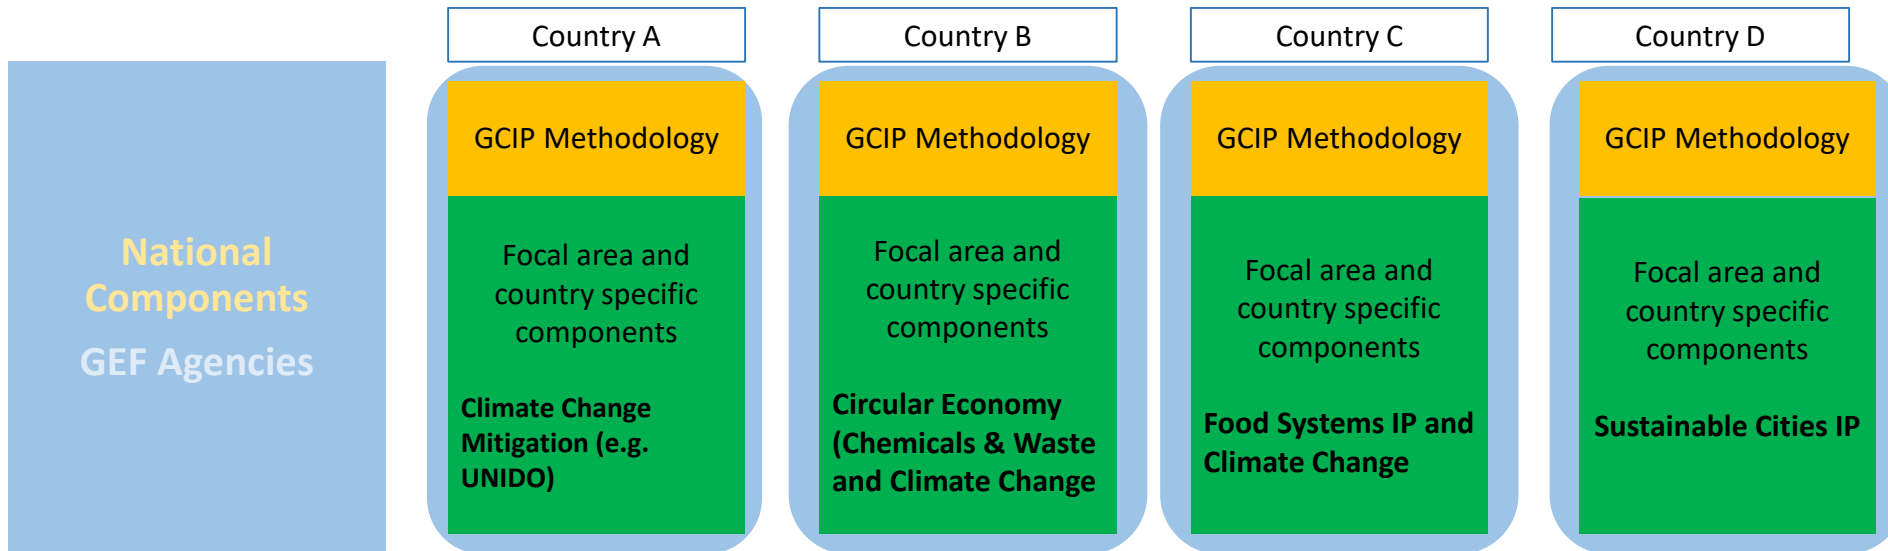 National
Components
GEF Agencies
Country A
GCIP Methodology
Focal area and
country specific
components
Climate Change
Mitigation (e.g.
UNIDO)
Country B
GCIP Methodology
Focal area and
country specific
components
Circular Economy
(Chemicals & Waste
and Climate Change
Country C
GCIP Methodology
Focal area and
country specific
components
Food Systems IP and
Climate Change
Country D
GCIP Methodology
Focal area and
country specific
components
Sustainable Cities IP